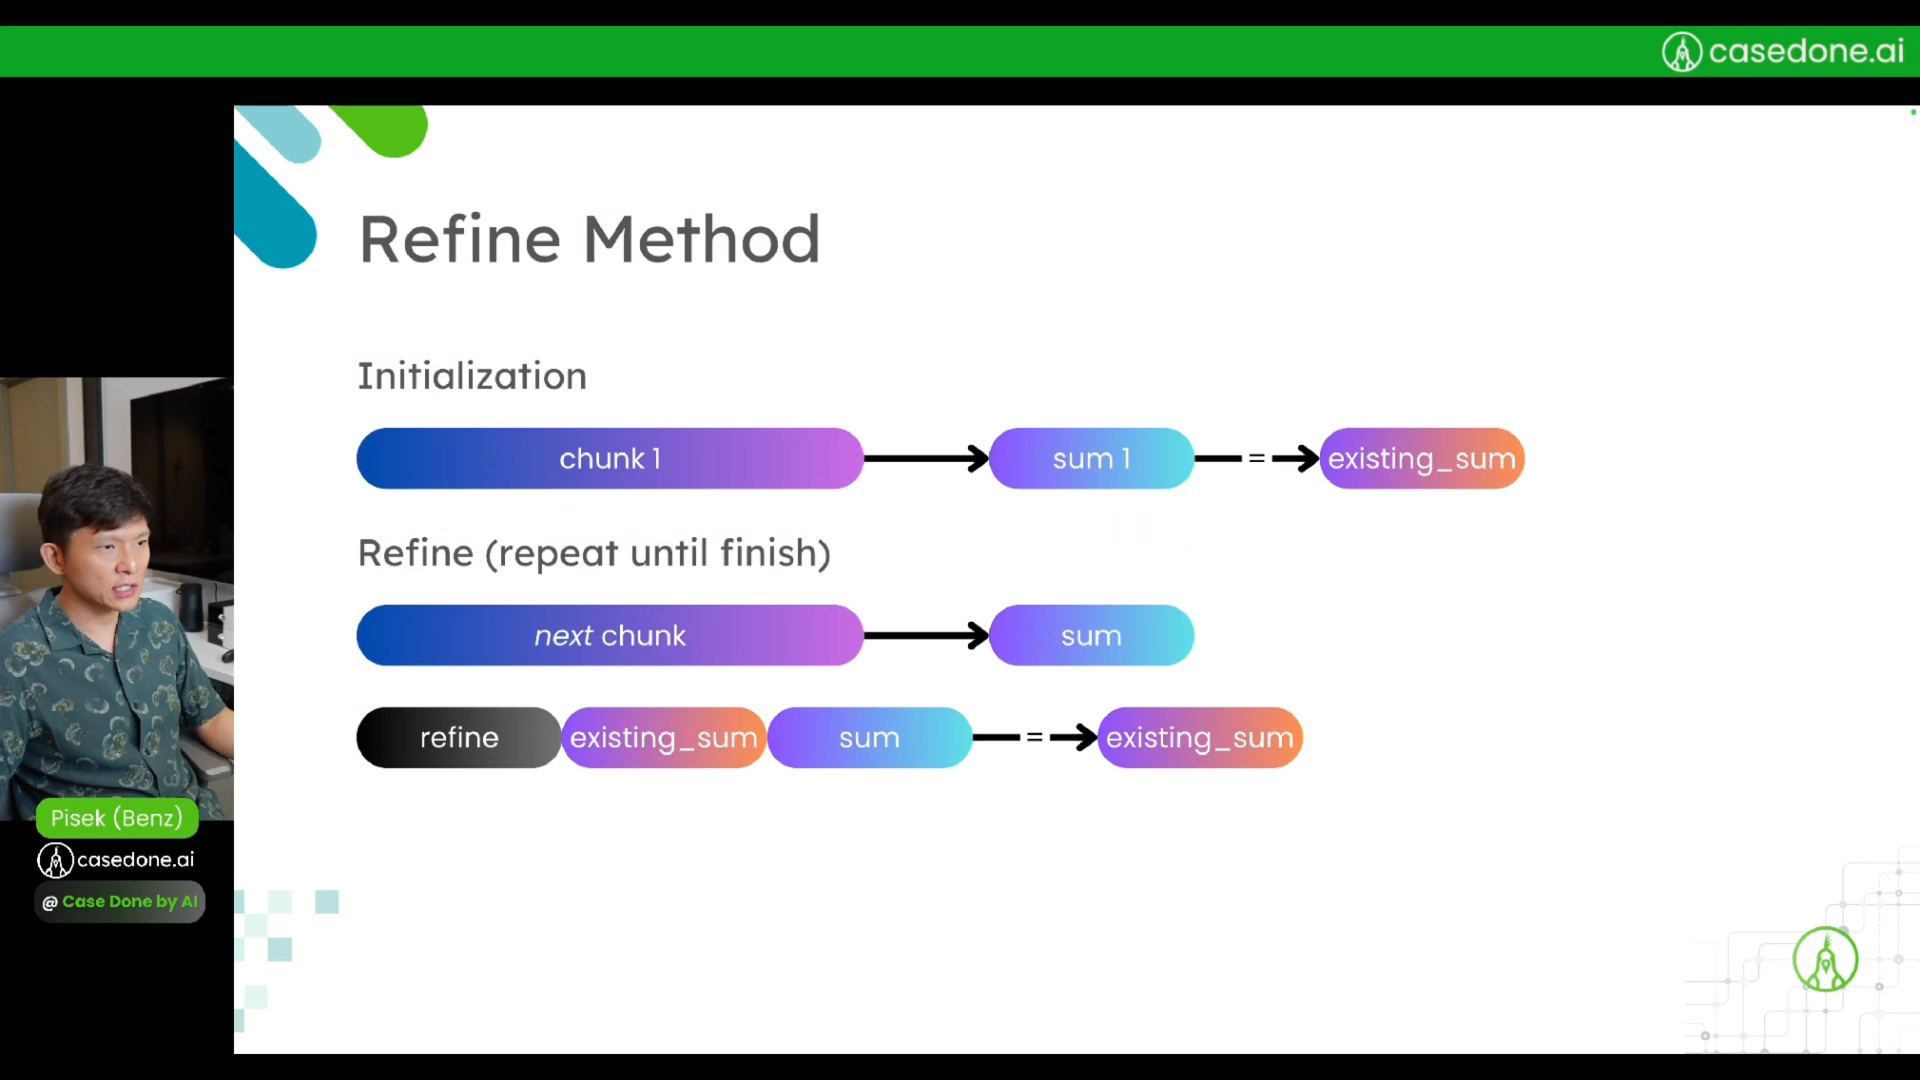 casedone.ai
Refine Method
Initialization
chunk 1
sum 1
=
existing_sum
Refine (repeat until finish)
next chunk
sum
refine
existing_sum
sum
=
existing_sum
Pisek (Benz)
casedone.ai
@ Case Done by AI